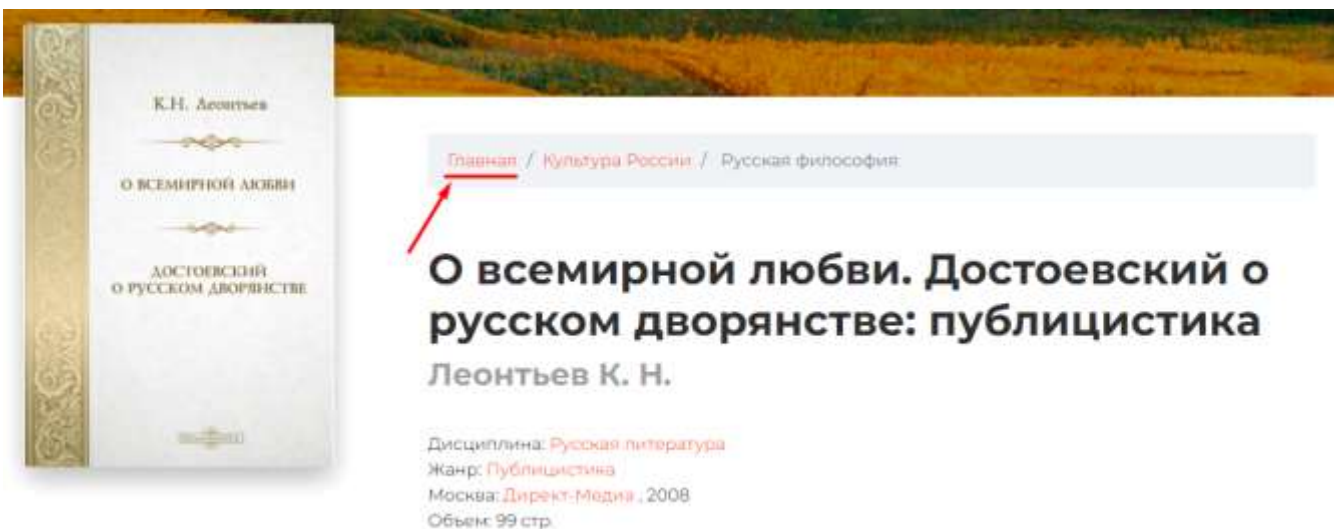 К.Н. Леонтьев
О ВСЕМИРНОЙ ЛЮБВИ
ДОСТОЕВСКИЙ
О РУССКОМ ДВОРЯНСТВЕ
Главная / Культура России / Русская философия
О всемирной любви. Достоевский о
русском дворянстве: публицистика
Леонтьев К. Н.
Дисциплина: Русская литература
Жанр: Публицистика
Москва: Директ-Медиа , 2008
Объем: 99 стр.